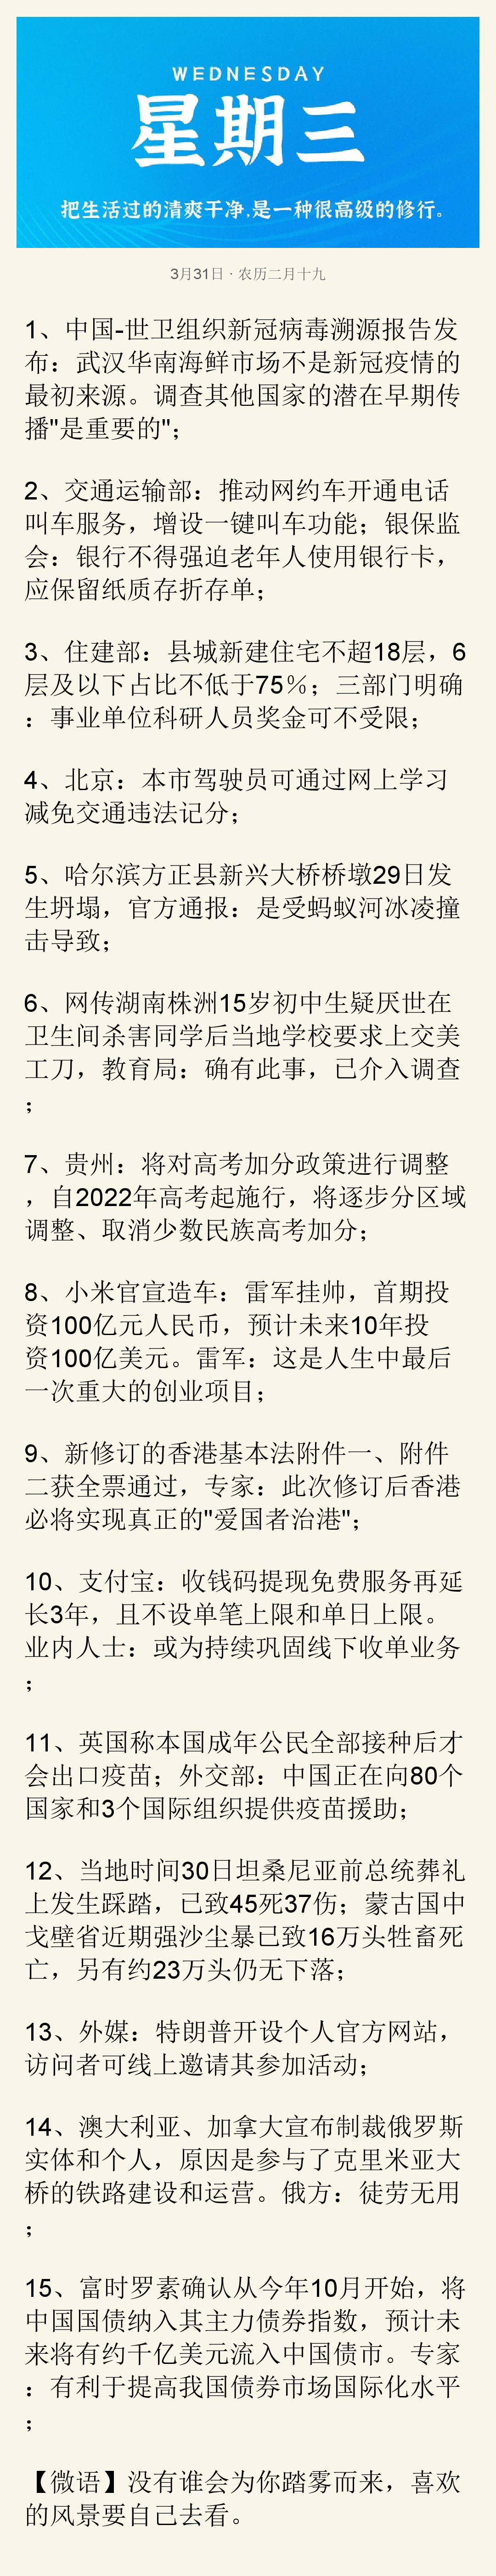 WEDNESDAY
星期三
把生活过的清爽干净,是一种很高级的修行。
3月31日 · 农历二月十九
1、中国-世卫组织新冠病毒溯源报告发
布：武汉华南海鲜市场不是新冠疫情的
最初来源。调查其他国家的潜在早期传
播"是重要的"；
2、交通运输部：推动网约车开通电话
叫车服务，增设一键叫车功能；银保监
会：银行不得强迫老年人使用银行卡，
应保留纸质存折存单；
3、住建部：县城新建住宅不超18层，6
层及以下占比不低于75%；三部门明确
：事业单位科研人员奖金可不受限；
4、北京：本市驾驶员可通过网上学习
减免交通违法记分；
5、哈尔滨方正县新兴大桥桥墩29日发
生坍塌，官方通报：是受蚂蚁河冰凌撞
击导致；
6、网传湖南株洲15岁初中生疑厌世在
卫生间杀害同学后当地学校要求上交美
工刀，教育局：确有此事，已介入调查
；
7、贵州：将对高考加分政策进行调整
，自2022年高考起施行，将逐步分区域
调整、取消少数民族高考加分；
8、小米官宣造车：雷军挂帅，首期投
资100亿元人民币，预计未来10年投
资100亿美元。雷军：这是人生中最后
一次重大的创业项目；
9、新修订的香港基本法附件一、附件
二获全票通过，专家：此次修订后香港
必将实现真正的"爱国者治港"；
10、支付宝：收钱码提现免费服务再延
长3年，且不设单笔上限和单日上限。
业内人士：或为持续巩固线下收单业务
；
11、英国称本国成年公民全部接种后才
会出口疫苗；外交部：中国正在向80个
国家和3个国际组织提供疫苗援助；
12、当地时间30日坦桑尼亚前总统葬礼
上发生踩踏，已致45死37伤；蒙古国中
戈壁省近期强沙尘暴已致16万头牲畜死
亡，另有约23万头仍无下落；
13、外媒：特朗普开设个人官方网站，
访问者可线上邀请其参加活动；
14、澳大利亚、加拿大宣布制裁俄罗斯
实体和个人，原因是参与了克里米亚大
桥的铁路建设和运营。俄方：徒劳无用
；
15、富时罗素确认从今年10月开始，将
中国国债纳入其主力债券指数，预计未
来将有约千亿美元流入中国债市。专家
：有利于提高我国债券市场国际化水平
；
【微语】没有谁会为你踏雾而来，喜欢
的风景要自己去看。